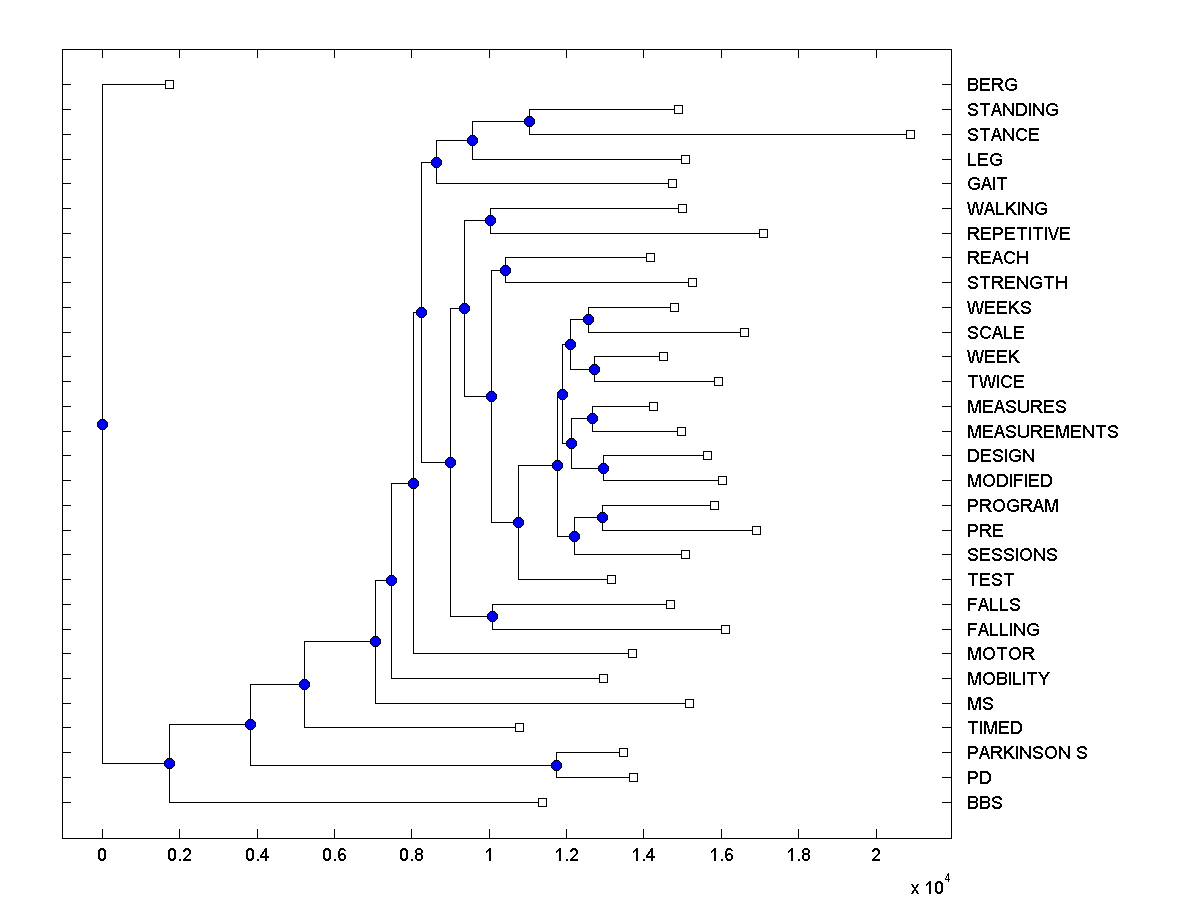 BERG
STANDING
STANCE
LEG
GAIT
WALKING
REPETITIVE
REACH
STRENGTH
WEEKS
SCALE
WEEK
TWICE
MEASURES
MEASUREMENTS
DESIGN
MODIFIED
PROGRAM
PRE
SESSIONS
TEST
FALLS
FALLING
MOTOR
MOBILITY
MS
TIMED
PARKINSON S
PD
BBS
0 0.2 0.4 0.6 0.8 1 1.2 1.4 1.6 1.8 2
x 10^4